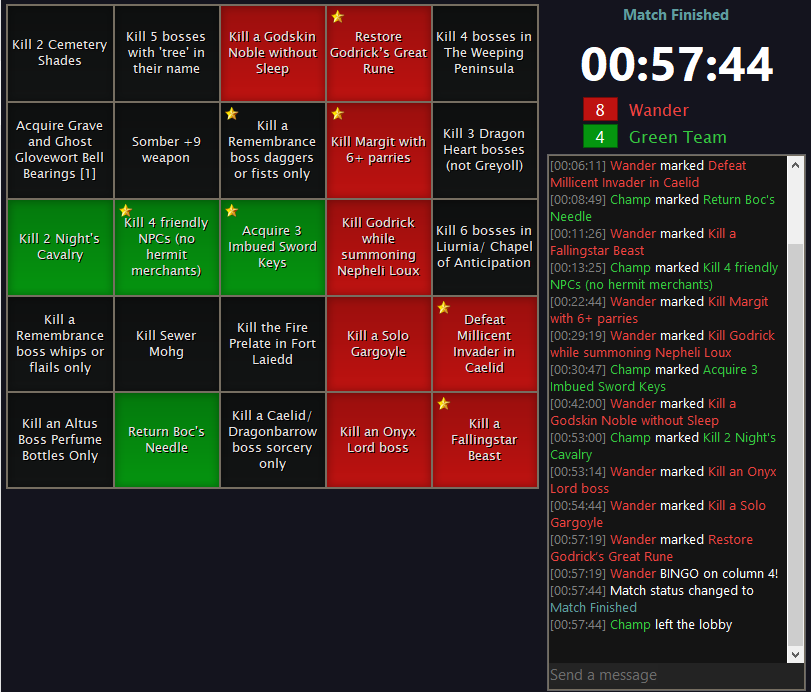 Kill 2 Cemetery
Shades
Kill 5 bosses
with 'tree' in
their name
Kill a Godskin
Noble without
Sleep
Restore
Godrick's Great
Rune
Kill 4 bosses in
The Weeping
Peninsula
Acquire Grave
and Ghost
Glovewort Bell
Bearings [1]
Somber +9
weapon
Kill a
Remembrance
boss daggers
or fists only
Kill Margit with
6+ parries
Kill 3 Dragon
Heart bosses
(not Greyoll)
Kill 2 Night's
Cavalry
Kill 4 friendly
NPCs (no
hermit
merchants)
Acquire 3
Imbued Sword
Keys
Kill Godrick
while
summoning
Nepheli Loux
Kill 6 bosses in
Liurnia/ Chapel
of Anticipation
Kill a
Remembrance
boss whips or
flails only
Kill Sewer
Mohg
Kill the Fire
Prelate in Fort
Laiedd
Kill a Solo
Gargoyle
Defeat
Millicent
Invader in
Caelid
Kill an Altus
Boss Perfume
Bottles Only
Return Boc's
Needle
Kill a Caelid/
Dragonbarrow
boss sorcery
only
Kill an Onyx
Lord boss
Kill a
Fallingstar
Beast
Match Finished
00:57:44
8 Wander
4 Green Team
[00:06:11] Wander marked Defeat
Millicent Invader in Caelid
[00:08:49] Champ marked Return Boc's
Needle
[00:11:26] Wander marked Kill a
Fallingstar Beast
[00:13:25] Champ marked Kill 4 friendly
NPCs (no hermit merchants)
[00:22:44] Wander marked Kill Margit
with 6+ parries
[00:29:19] Wander marked Kill Godrick
while summoning Nepheli Loux
[00:30:47] Champ marked Acquire 3
Imbued Sword Keys
[00:42:00] Wander marked Kill a
Godskin Noble without Sleep
[00:53:00] Champ marked Kill 2 Night's
Cavalry
[00:53:14] Wander marked Kill an Onyx
Lord boss
[00:54:44] Wander marked Kill a Solo
Gargoyle
[00:57:19] Wander marked Restore
Godrick's Great Rune
[00:57:19] Wander BINGO on column 4!
[00:57:44] Match status changed to
Match Finished
[00:57:44] Champ left the lobby
Send a message